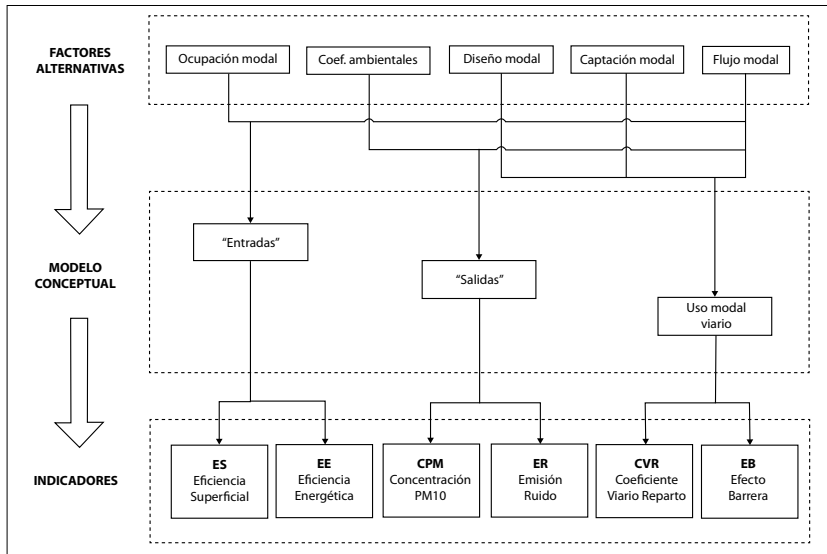 FACTORES
ALTERNATIVAS
Ocupación modal
Coef. ambientales
Diseño modal
Captación modal
Flujo modal
MODELO
CONCEPTUAL
“Entradas”
“Salidas”
Uso modal
viario
INDICADORES
ES
Eficiencia
Superficial
EE
Eficiencia
Energética
CPM
Concentración
PM10
ER
Emisión
Ruido
CVR
Coeficiente
Viario Reparto
EB
Efecto
Barrera